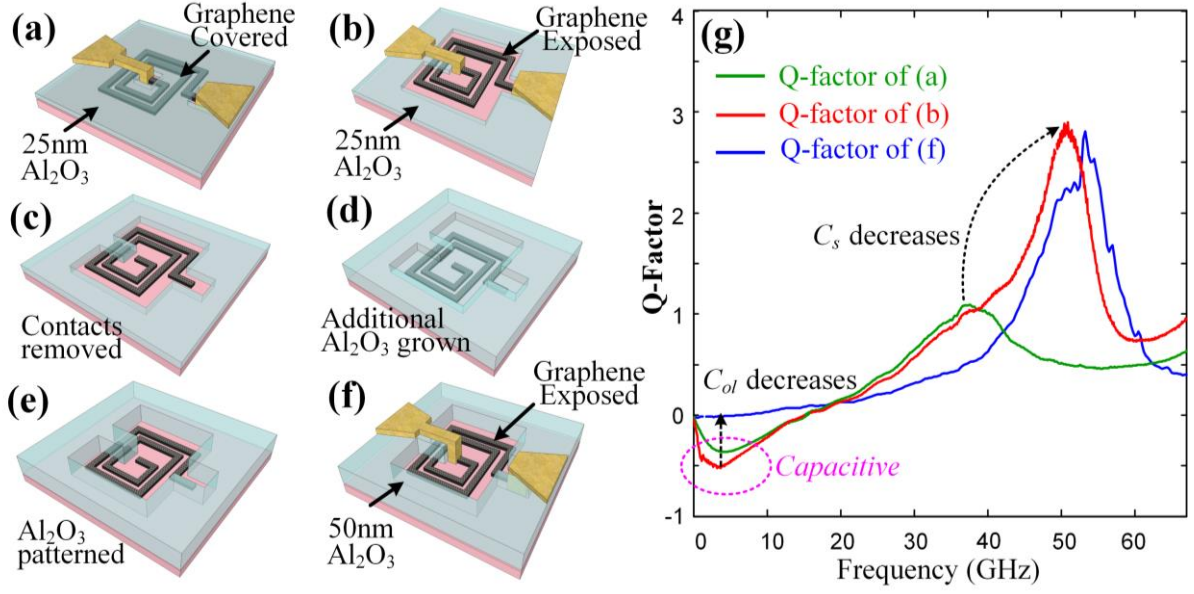 (a)
Graphene
Covered
25nm
Al₂O₃
(b)
Graphene
Exposed
25nm
Al₂O₃
(c)
Contacts
removed
(d)
Additional
Al₂O₃ grown
(e)
Al₂O₃
patterned
(f)
Graphene
Exposed
50nm
Al₂O₃
(g)
Q-factor of (a)
Q-factor of (b)
Q-factor of (f)
Cₛ decreases
Cₒₗ decreases
Capacitive
Q-Factor
4
3
2
1
0
-1
0 10 20 30 40 50 60
Frequency (GHz)